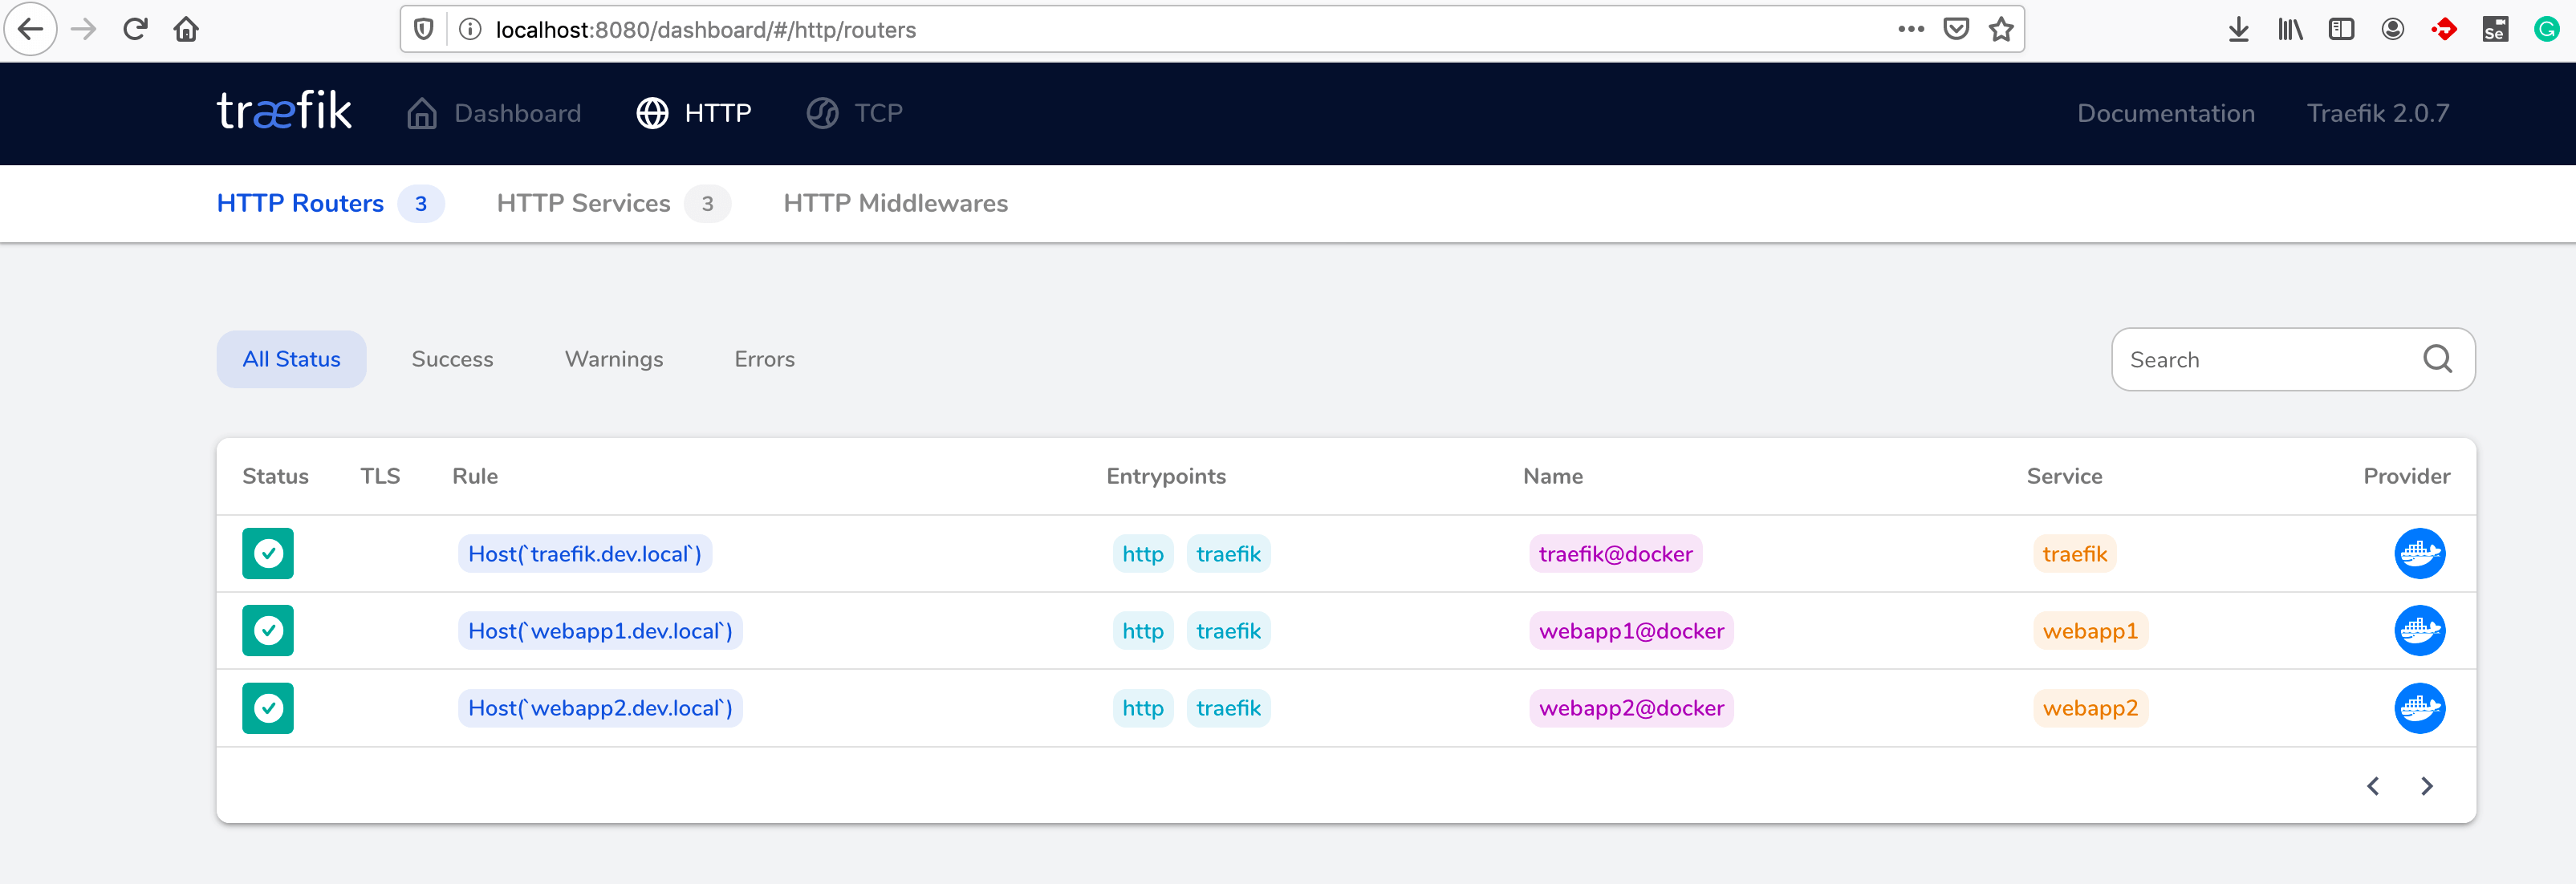 localhost:8080/dashboard/#/http/routers
Se
træfik Dashboard HTTP TCP Documentation Traefik 2.0.7
HTTP Routers 3 HTTP Services 3 HTTP Middlewares
All Status Success Warnings Errors Search
Status TLS Rule Entrypoints Name Service Provider
Host(`traefik.dev.local`) http traefik traefik@docker traefik
Host(`webapp1.dev.local`) http traefik webapp1@docker webapp1
Host(`webapp2.dev.local`) http traefik webapp2@docker webapp2